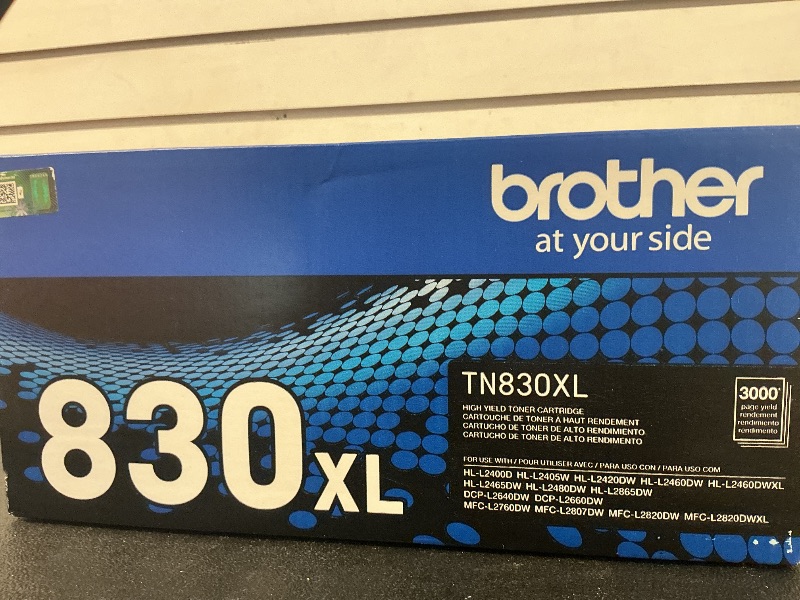 brother
at your side
830XL
TN830XL
HIGH YIELD TONER CARTRIDGE
CARTOUCHE DE TONER À HAUT RENDEMENT
CARTUCHO DE TONER DE ALTO RENDIMIENTO
CARTUCHO DE TONER DE ALTO RENDIMENTO
3000*
page yield
rendement
rendimiento
rendimento
FOR USE WITH / POUR UTILISER AVEC / PARA USO CON / PARA USO COM
HL-L2400D HL-L2405W HL-L2420DW HL-L2460DW HL-L2460DWXL
HL-L2465DW HL-L2480DW HL-L2865DW
DCP-L2640DW DCP-L2660DW
MFC-L2760DW MFC-L2807DW MFC-L2820DW MFC-L2820DWXL